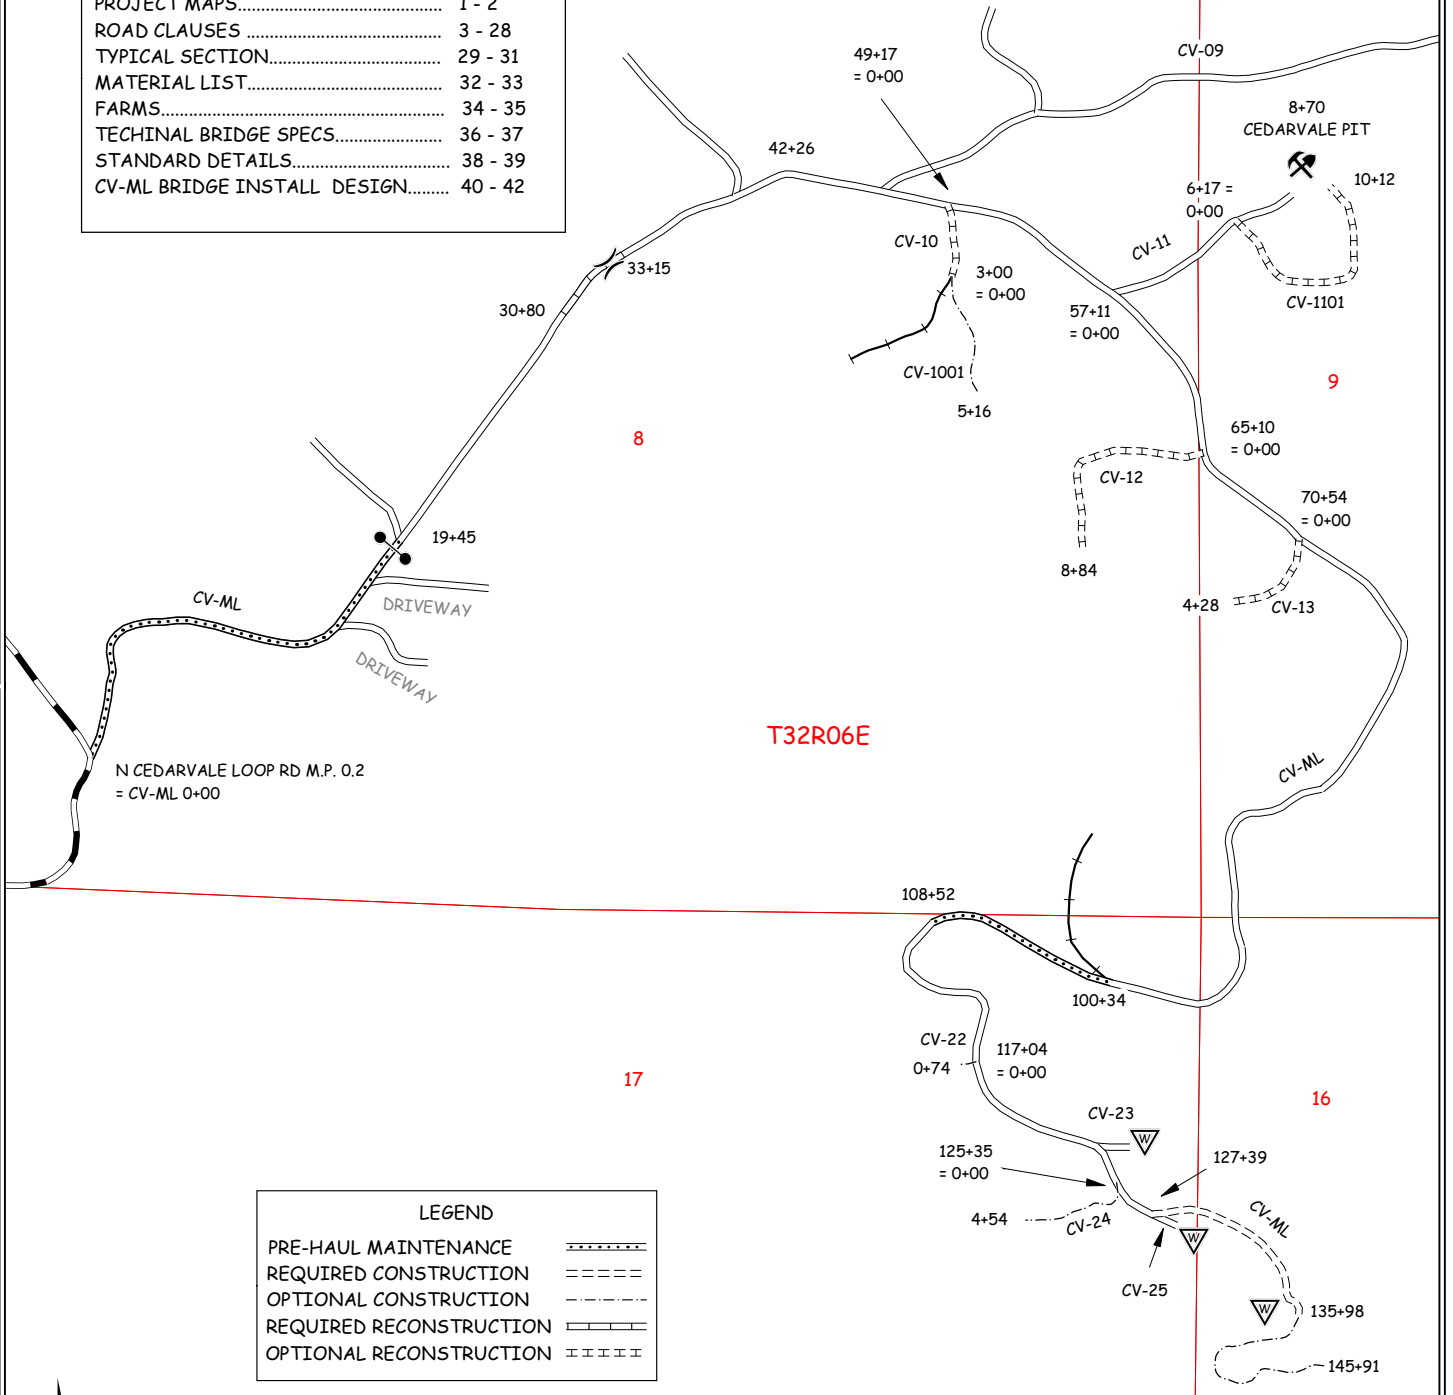 PROJECT MAPS............................................ 1 - 2
ROAD CLAUSES .......................................... 3 - 28
TYPICAL SECTION..................................... 29 - 31
MATERIAL LIST.......................................... 32 - 33
FARMS............................................................. 34 - 35
TECHINAL BRIDGE SPECS....................... 36 - 37
STANDARD DETAILS.................................. 38 - 39
CV-ML BRIDGE INSTALL DESIGN......... 40 - 42
49+17
= 0+00
CV-09
8+70
CEDARVALE PIT
42+26
10+12
6+17 =
0+00
CV-10
CV-11
33+15
3+00
= 0+00
CV-1101
30+80
57+11
= 0+00
CV-1001
9
5+16
8
65+10
= 0+00
CV-12
70+54
= 0+00
19+45
8+84
CV-ML
DRIVEWAY
4+28
CV-13
DRIVEWAY
T32R06E
CV-ML
N CEDARVALE LOOP RD M.P. 0.2
= CV-ML 0+00
108+52
100+34
CV-22
117+04
= 0+00
0+74
17
16
CV-23
W
125+35
= 0+00
127+39
4+54
CV-24
CV-ML
W
CV-25
W
135+98
145+91
LEGEND
PRE-HAUL MAINTENANCE
REQUIRED CONSTRUCTION
OPTIONAL CONSTRUCTION
REQUIRED RECONSTRUCTION
OPTIONAL RECONSTRUCTION